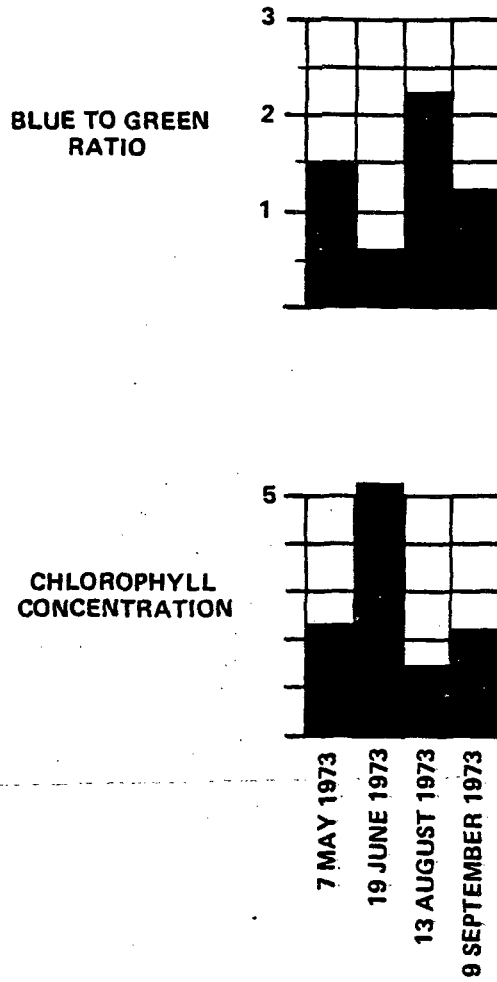 3
BLUE TO GREEN
RATIO
2
1
5
CHLOROPHYLL
CONCENTRATION
7 MAY 1973
19 JUNE 1973
13 AUGUST 1973
9 SEPTEMBER 1973